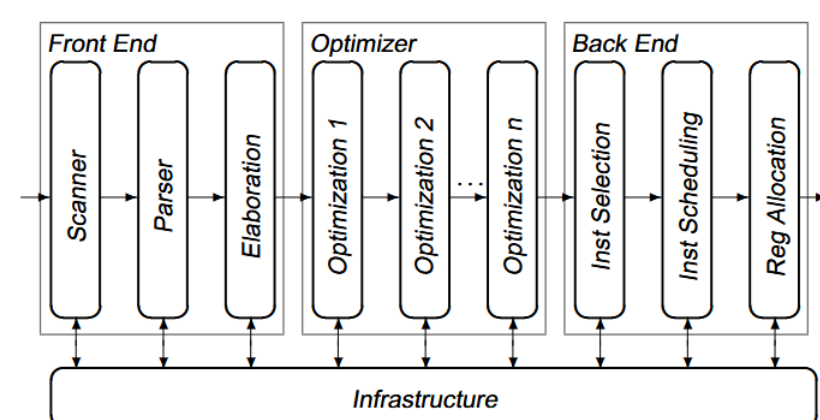 Front End
Optimizer
Back End
Scanner
Parser
Elaboration
Optimization 1
Optimization 2
...
Optimization n
Inst Selection
Inst Scheduling
Reg Allocation
Infrastructure